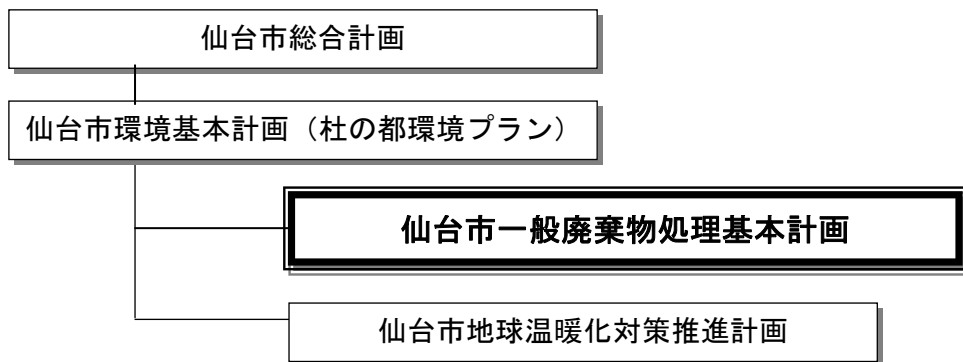 仙台市総合計画
仙台市環境基本計画（杜の都環境プラン）
仙台市一般廃棄物処理基本計画
仙台市地球温暖化対策推進計画